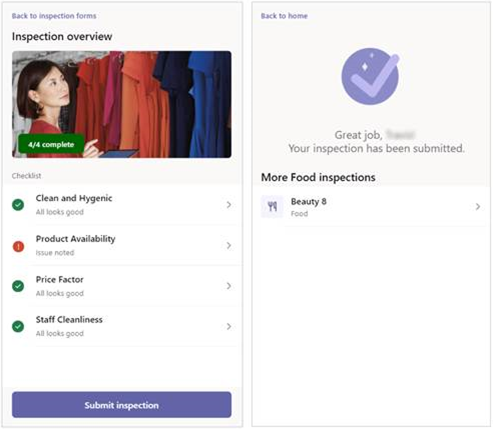 Back to inspection forms
Inspection overview
4/4 complete
Checklist
Clean and Hygenic
All looks good
Product Availability
Issue noted
Price Factor
All looks good
Staff Cleanliness
All looks good
Submit inspection
Back to home
Great job,
Your inspection has been submitted.
More Food inspections
Beauty 8
Food